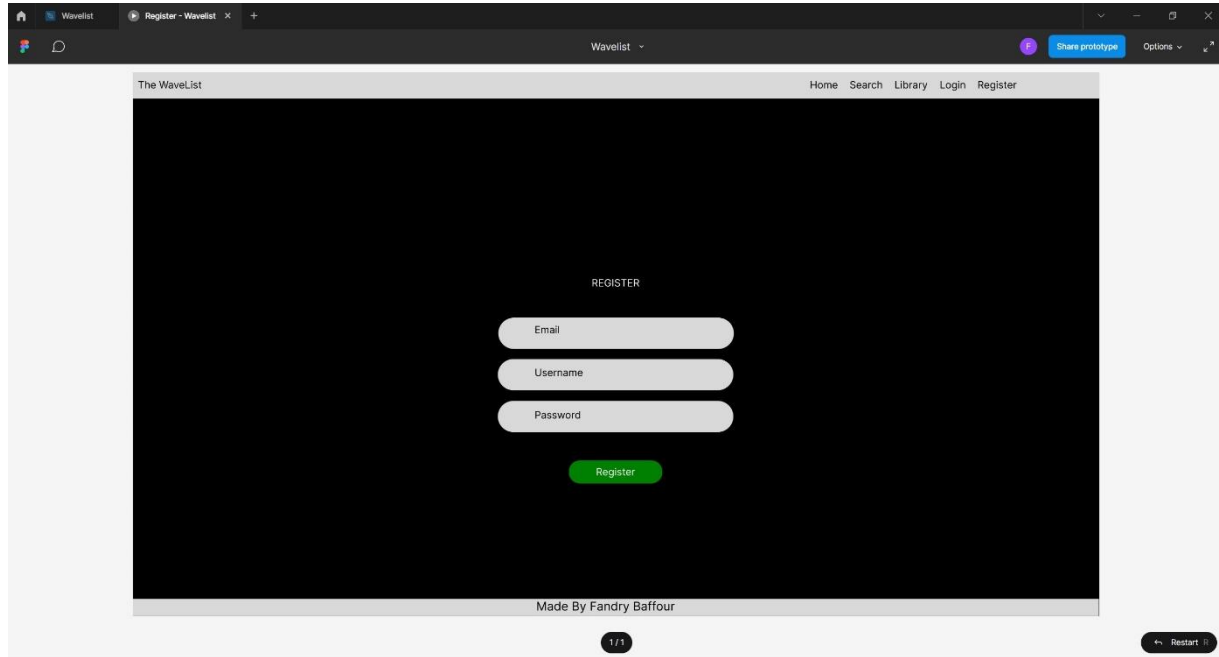 Wavelist Register - Wavelist
Wavelist
F Share prototype Options
The WaveList Home Search Library Login Register
REGISTER
Email
Username
Password
Register
Made By Fandry Baffour
1 / 1
Restart R